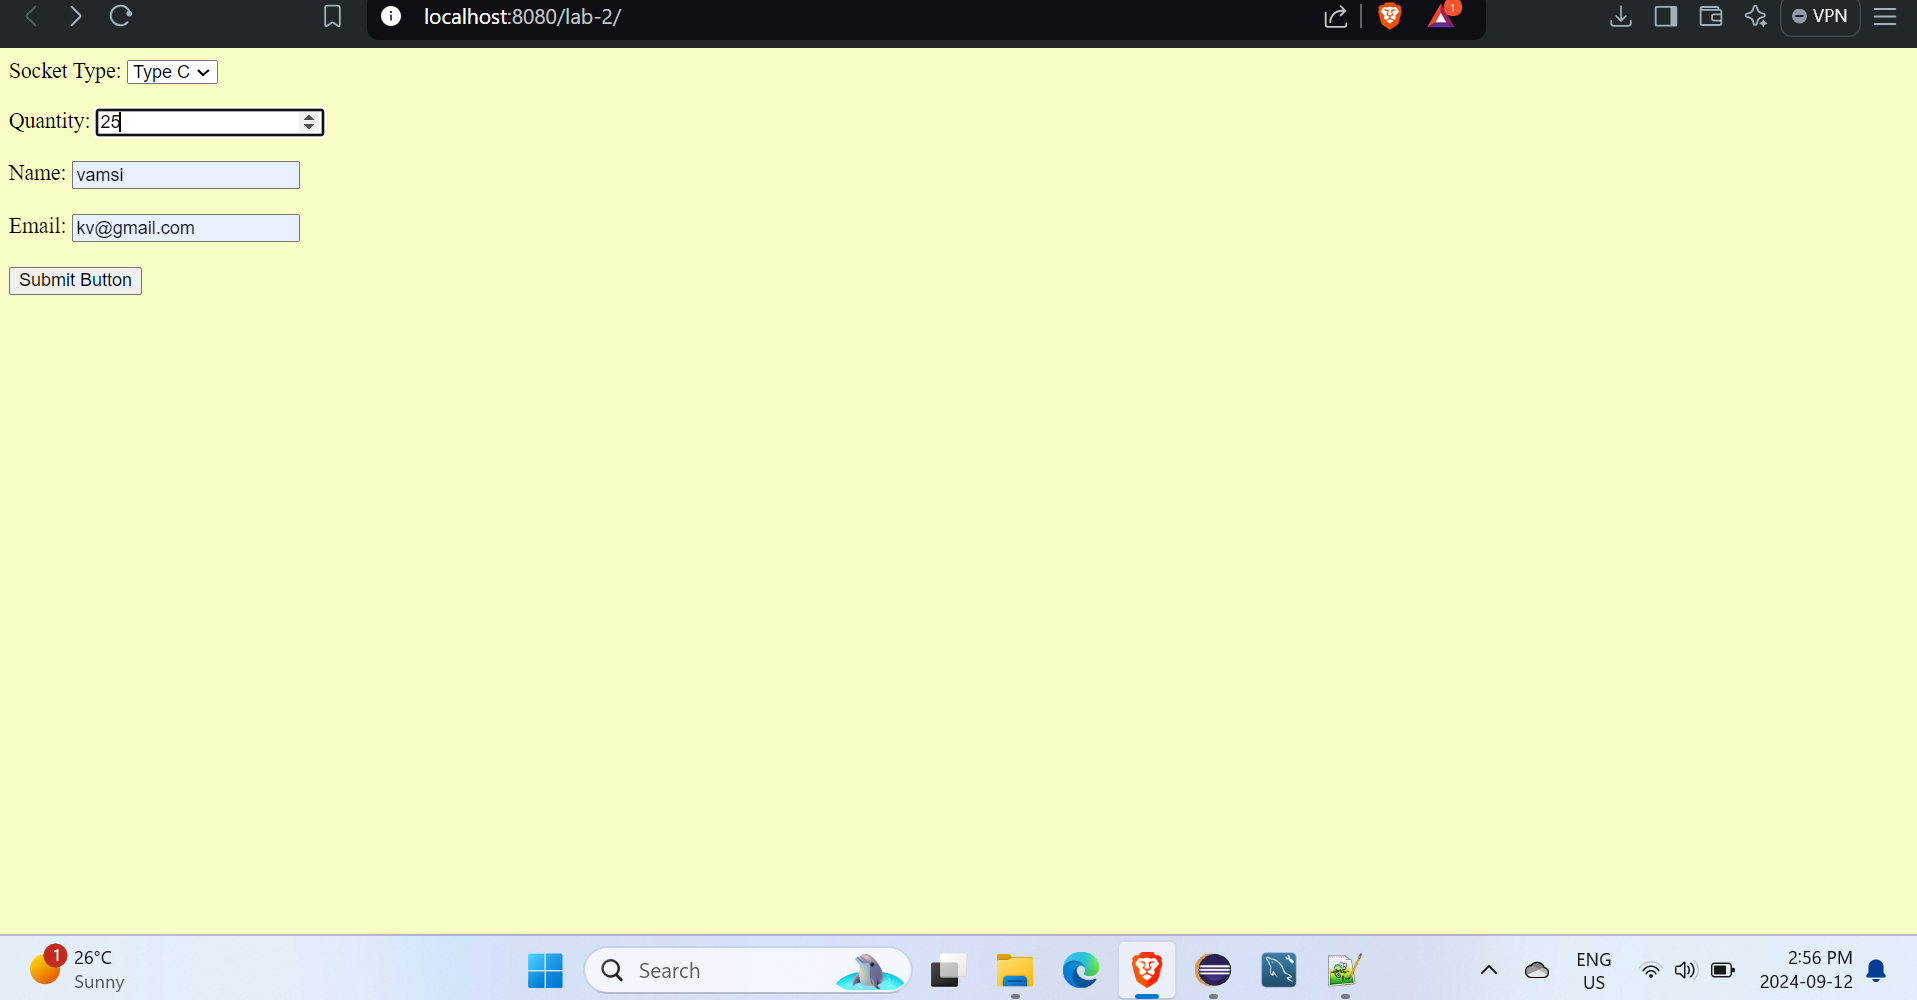 localhost:8080/lab-2/
1
VPN
Socket Type: Type C
Quantity: 25
Name: vamsi
Email: kv@gmail.com
Submit Button
1
26°C
Sunny
Search
ENG
US
2:56 PM
2024-09-12